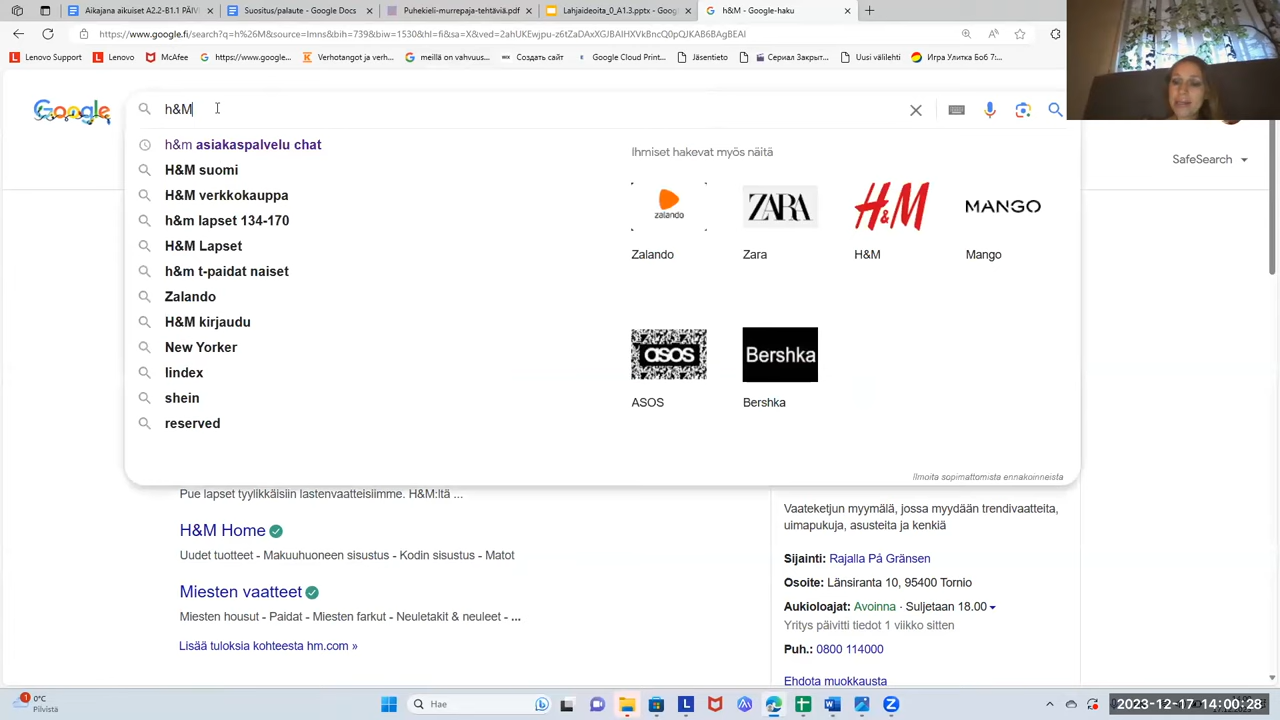 Aikajana aikuiset A2.2-B1.1 PÄIVI
Suositus/palaute - Google Docs
Puhekieli-murrepaja-tehtäviä.pdf
Lahjaideoita_0_A1.3.pptx - Goog
h&M - Google-haku
https://www.google.fi/search?q=h%26M&source=lmns&bih=739&biw=1530&hl=fi&sa=X&ved=2ahUKEwjpu-z6tZaDAxXGJBAIHXVkBncQ0pQJKAB6BAgBEAI
Lenovo Support
Lenovo
McAfee
https://www.google...
Verhotangot ja verh...
meillä on vahvuus...
Создать сайт
Google Cloud Print...
Jäsentieto
Сериал Закрыт...
Uusi välilehti
Игра Улитка Боб 7:...
Google
h&M
SafeSearch
h&m asiakaspalvelu chat
H&M suomi
H&M verkkokauppa
h&m lapset 134-170
H&M Lapset
h&m t-paidat naiset
Zalando
H&M kirjaudu
New Yorker
lindex
shein
reserved
Ihmiset hakevat myös näitä
zalando
ZARA
H&M
MANGO
Zalando
Zara
H&M
Mango
asos
Bershka
ASOS
Bershka
Ilmoita sopimattomista ennakoinneista
Pue lapset tyylikkäisiin lastenvaatteisiimme. H&M:ltä ...
H&M Home
Uudet tuotteet - Makuuhuoneen sisustus - Kodin sisustus - Matot
Miesten vaatteet
Miesten housut - Paidat - Miesten farkut - Neuletakit & neuleet - ...
Lisää tuloksia kohteesta hm.com »
Vaateketjun myymälä, jossa myydään trendivaatteita,
uimapukuja, asusteita ja kenkiä
Sijainti: Rajalla På Gränsen
Osoite: Länsiranta 10, 95400 Tornio
Aukioloajat: Avoinna · Suljetaan 18.00
Yritys päivitti tiedot 1 viikko sitten
Puh.: 0800 114000
Ehdota muokkausta
1
0°C
Pilvistä
Hae
2023-12-17 14:00:28